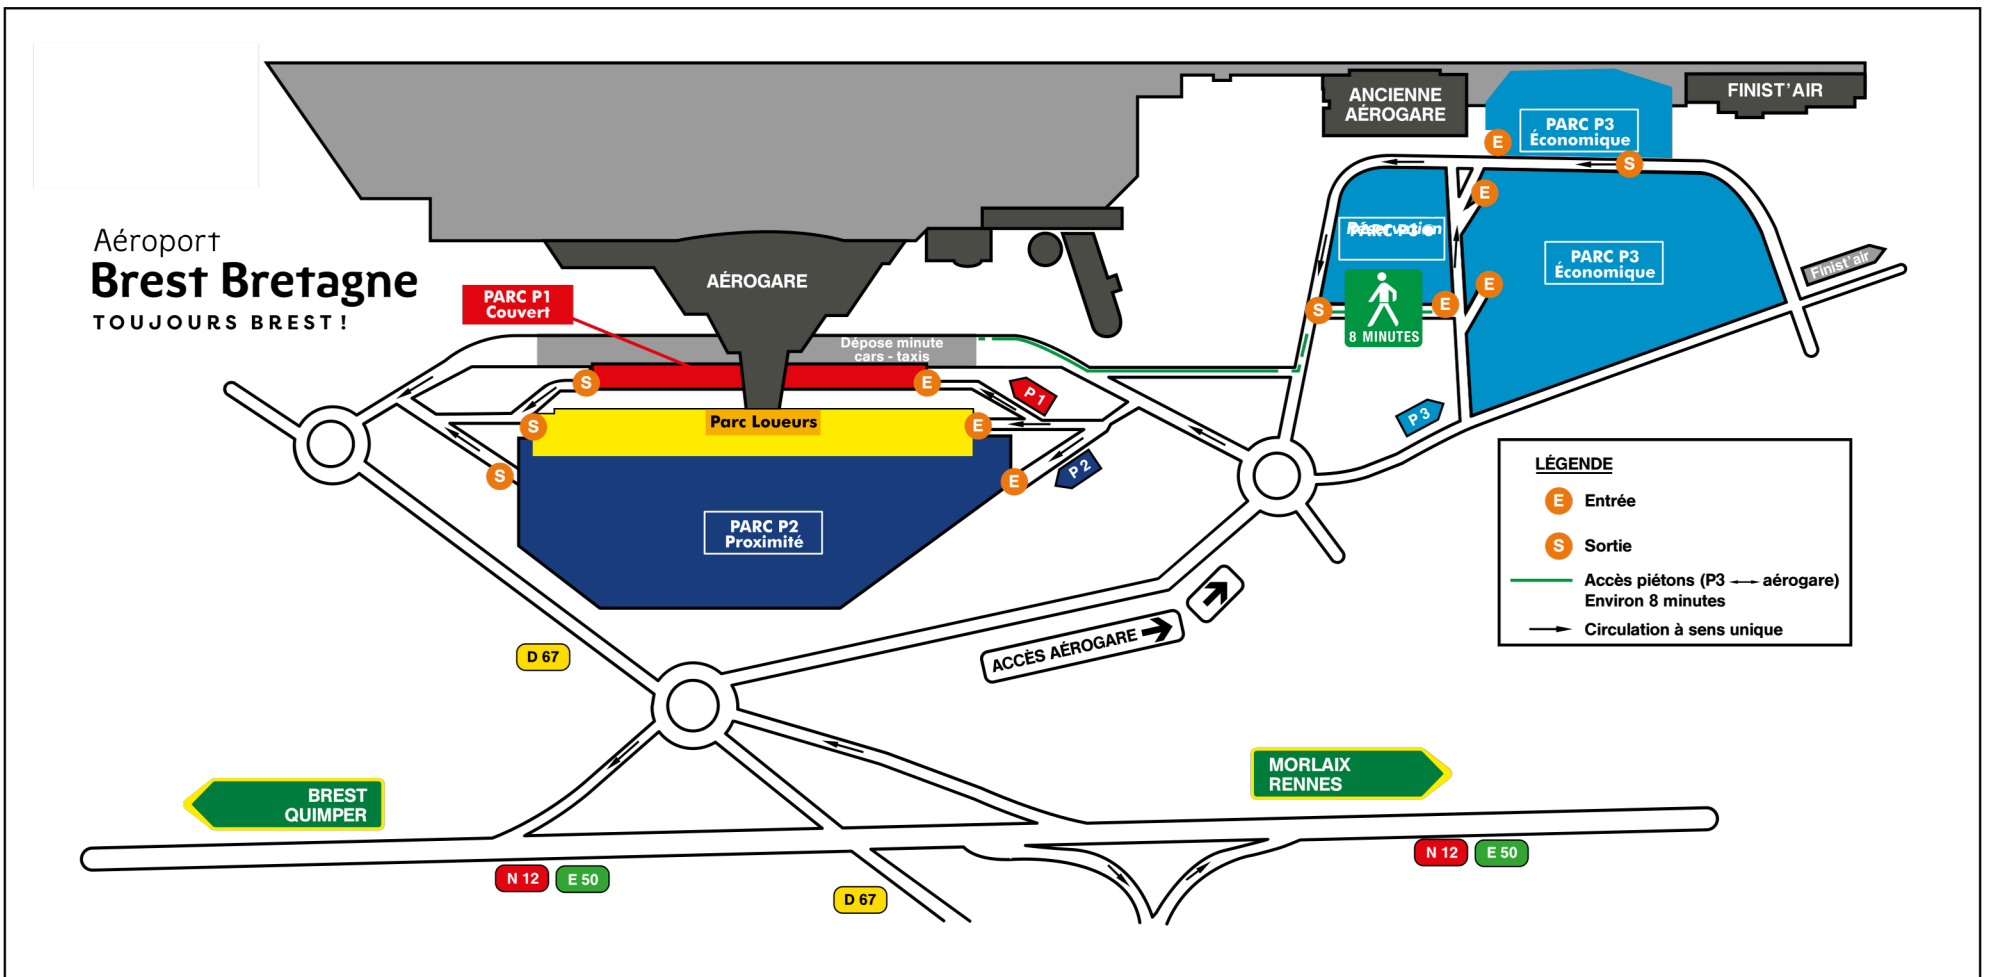 Aéroport
Brest Bretagne
TOUJOURS BREST !
ANCIENNE
AÉROGARE
PARC P3
Économique
FINIST'AIR
PARC P3
Économique
Finist'air
AÉROGARE
PARC P1
Couvert
Dépose minute
cars - taxis
8 MINUTES
S
E
S
E
E
E
S
E
S
E
S
E
S
E
P 1
P 2
P 3
Parc Loueurs
PARC P2
Proximité
LÉGENDE
E Entrée
S Sortie
Accès piétons (P3 ⟷ aérogare)
Environ 8 minutes
Circulation à sens unique
ACCÈS AÉROGARE
D 67
BREST
QUIMPER
MORLAIX
RENNES
N 12 E 50
N 12 E 50
D 67